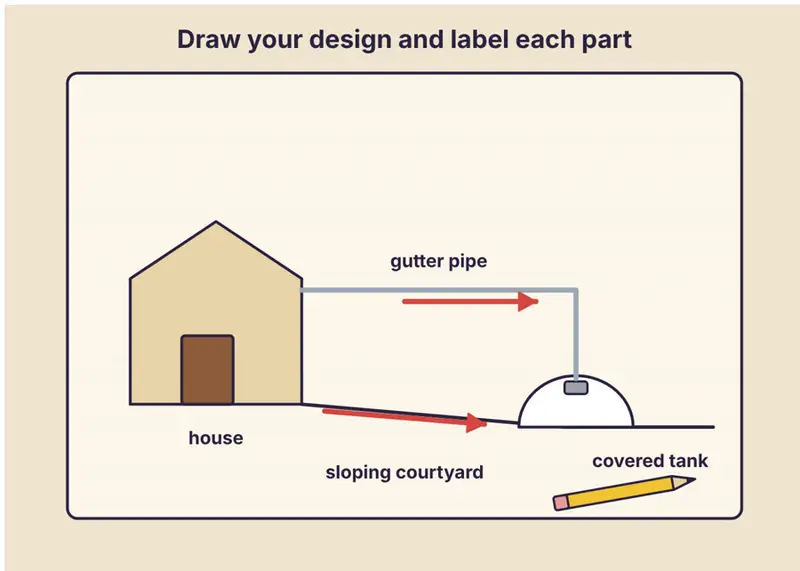 Draw your design and label each part
gutter pipe
house
sloping courtyard
covered tank